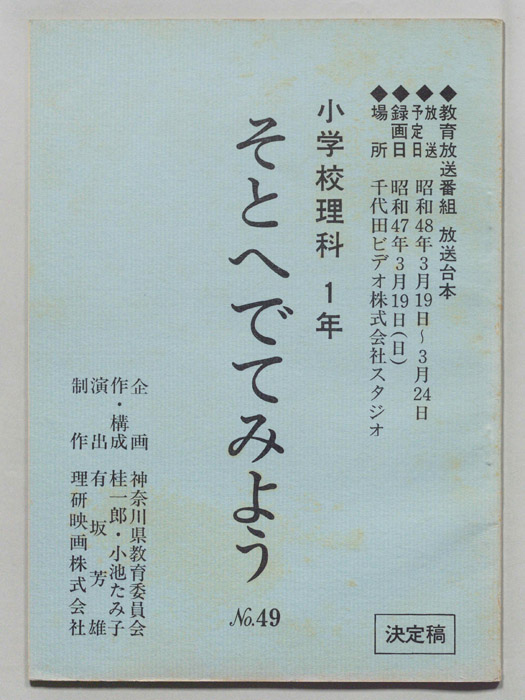 ◆教育放送番組 放送台本
◆放送予定日 昭和48年3月19日～3月24日
◆録画日 昭和47年3月19日(日)
◆場所 千代田ビデオ株式会社スタジオ
小学校理科 1年
そとへでてみよう
No.49
企画 神奈川県教育委員会
作・構成 桂一郎・小池たみ子
演出 有坂芳雄
制作 理研映画株式会社
決定稿